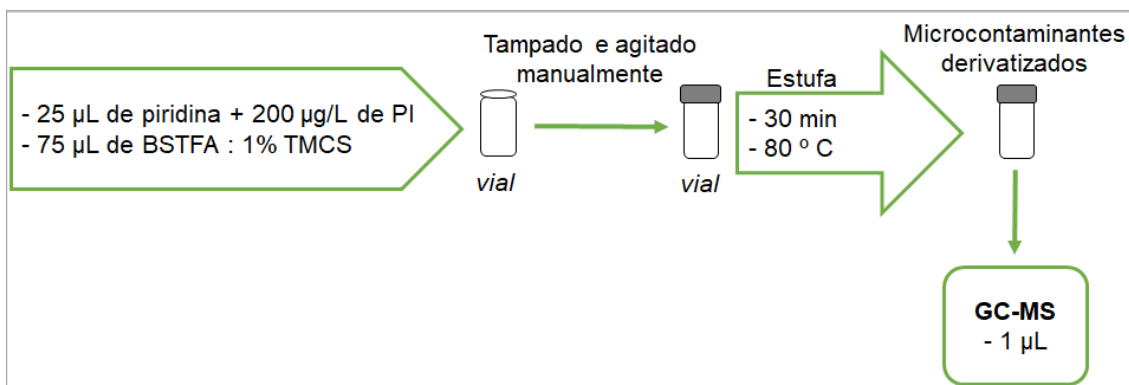 - 25 µL de piridina + 200 µg/L de PI
- 75 µL de BSTFA : 1% TMCS
vial
Tampado e agitado
manualmente
vial
Estufa
- 30 min
- 80 º C
Microcontaminantes
derivatizados
GC-MS
- 1 µL